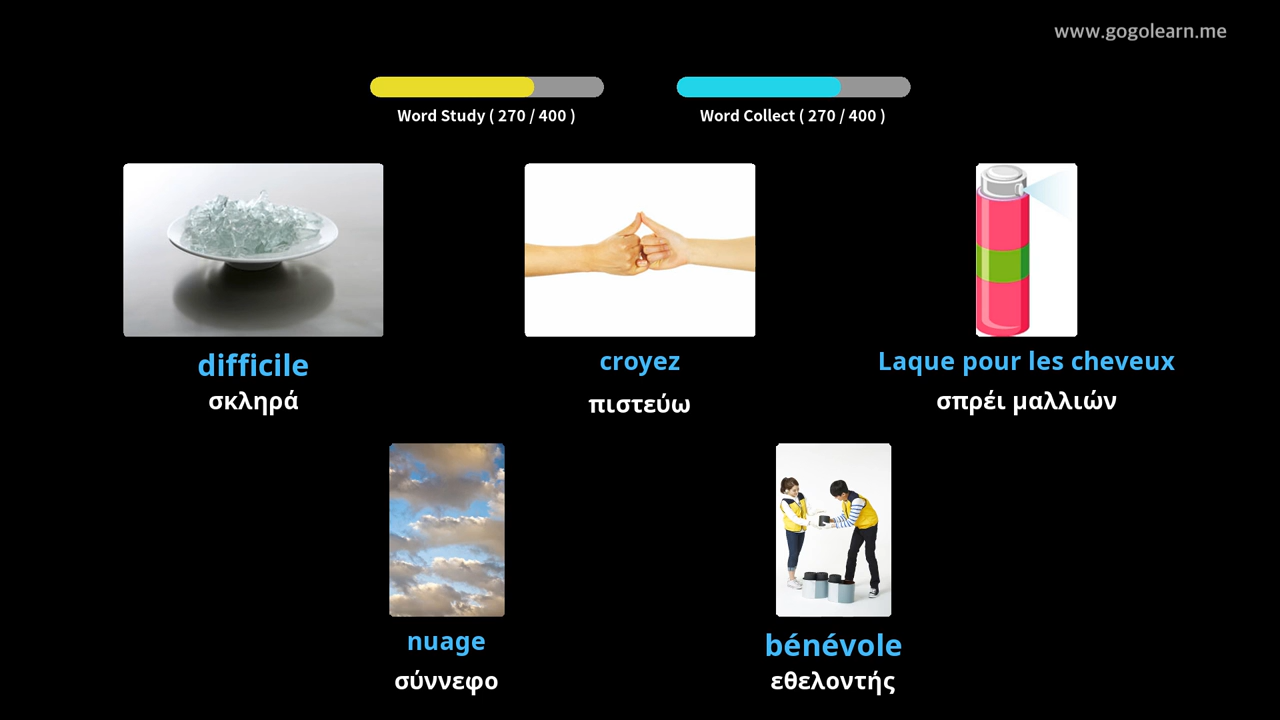 www.gogolearn.me
Word Study ( 270 / 400 )
Word Collect ( 270 / 400 )
difficile
σκληρά
croyez
πιστεύω
Laque pour les cheveux
σπρέι μαλλιών
nuage
σύννεφο
bénévole
εθελοντής